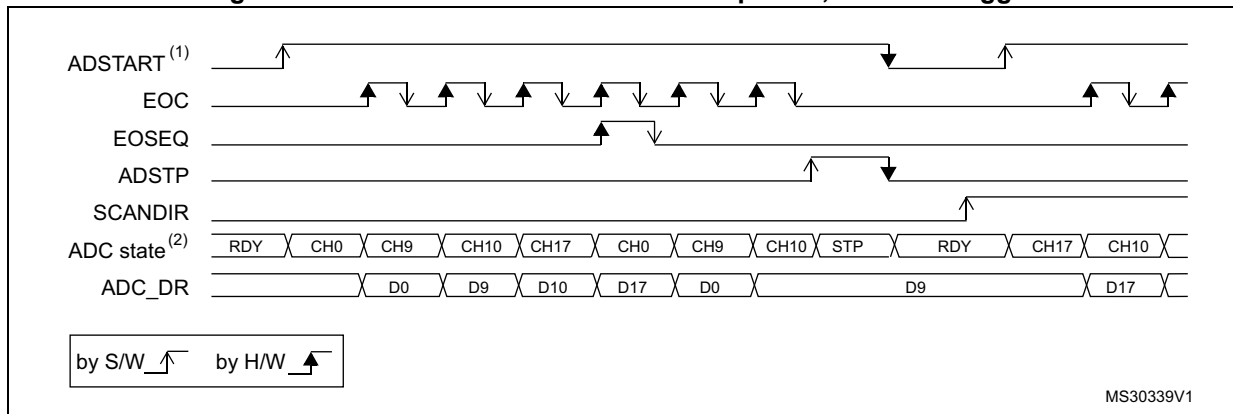 ADSTART (1)
EOC
EOSEQ
ADSTP
SCANDIR
ADC state (2) RDY CH0 CH9 CH10 CH17 CH0 CH9 CH10 STP RDY CH17 CH10
ADC_DR D0 D9 D10 D17 D0 D9 D17
by S/W by H/W
MS30339V1